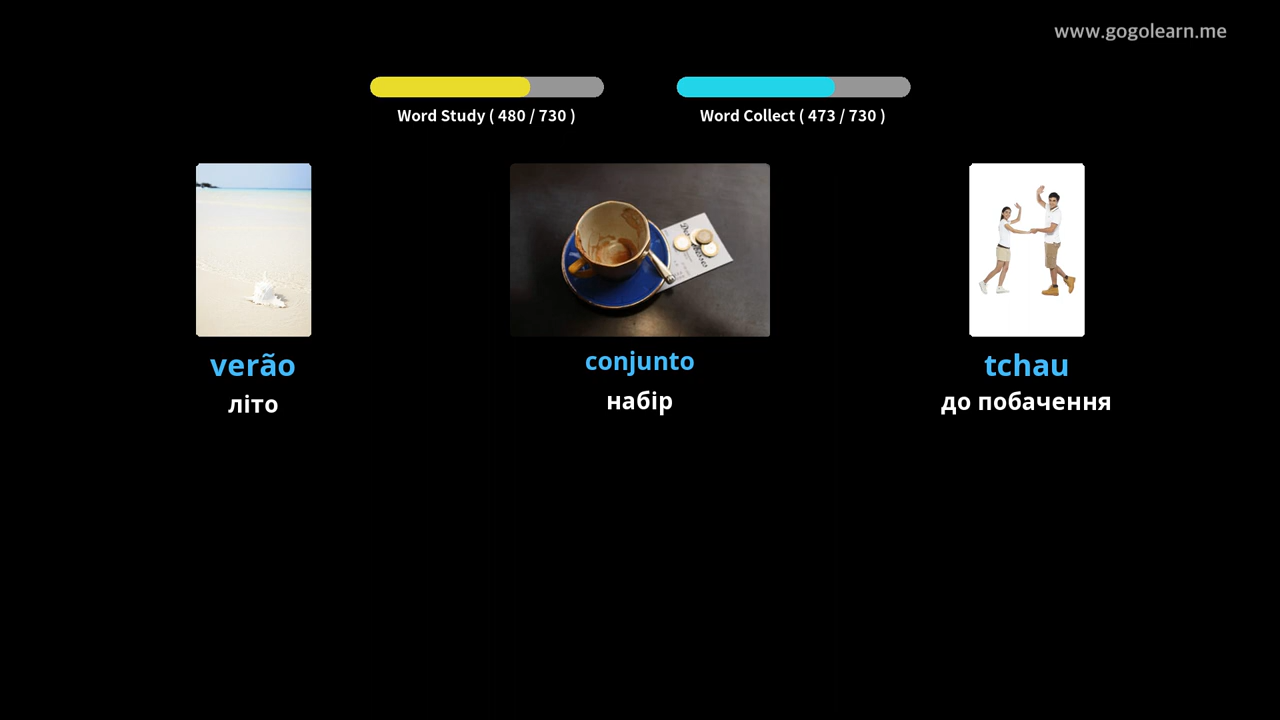 www.gogolearn.me
Word Study ( 480 / 730 )
Word Collect ( 473 / 730 )
verão
conjunto
tchau
літо
набір
до побачення